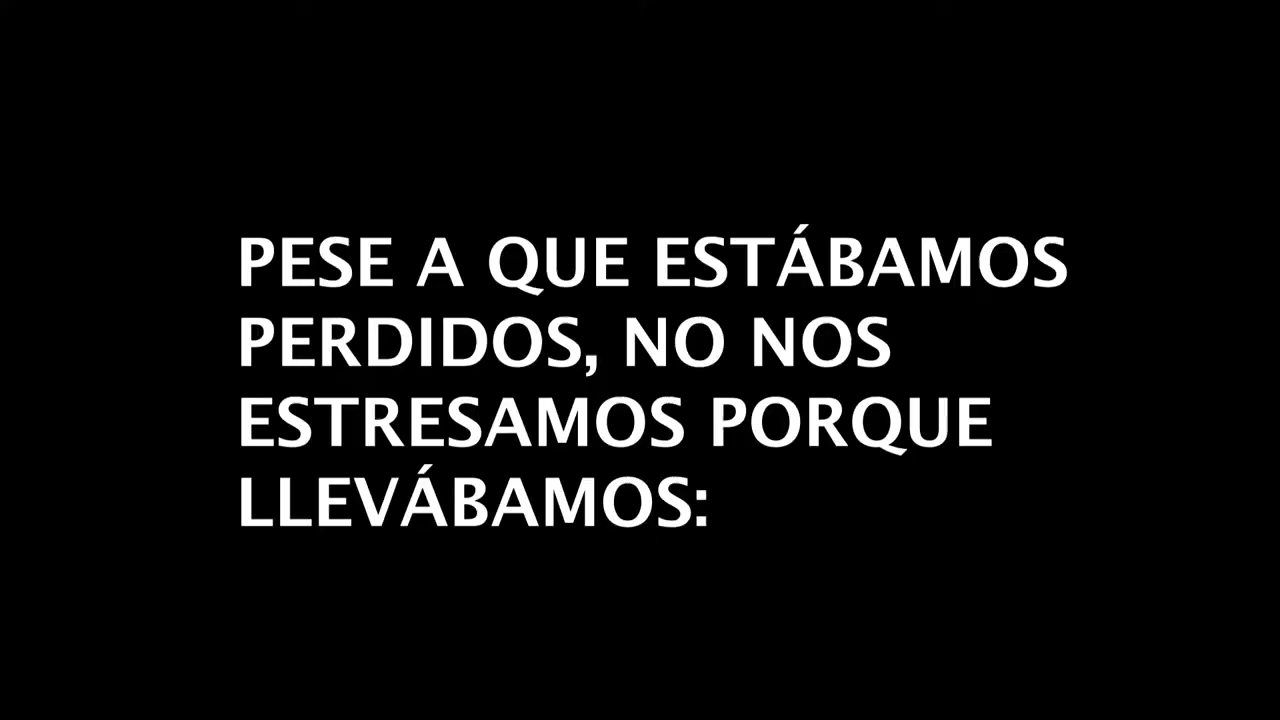 PESE A QUE ESTÁBAMOS
PERDIDOS, NO NOS
ESTRESAMOS PORQUE
LLEVÁBAMOS: